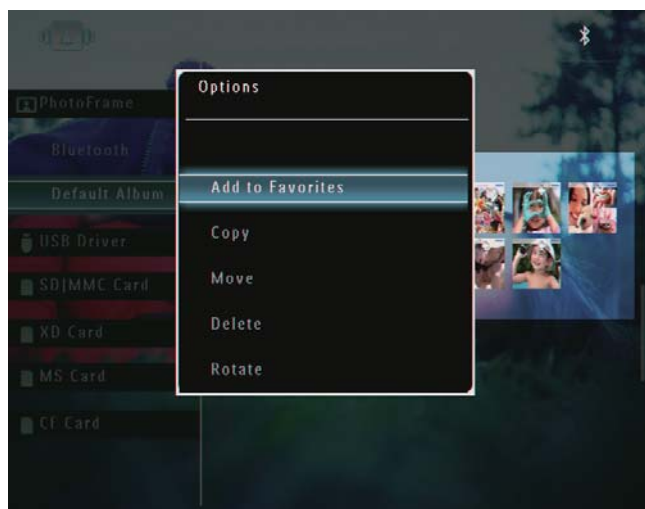 PhotoFrame
Bluetooth
Default Album
USB Driver
SD|MMC Card
XD Card
MS Card
CF Card
Options
Add to Favorites
Copy
Move
Delete
Rotate